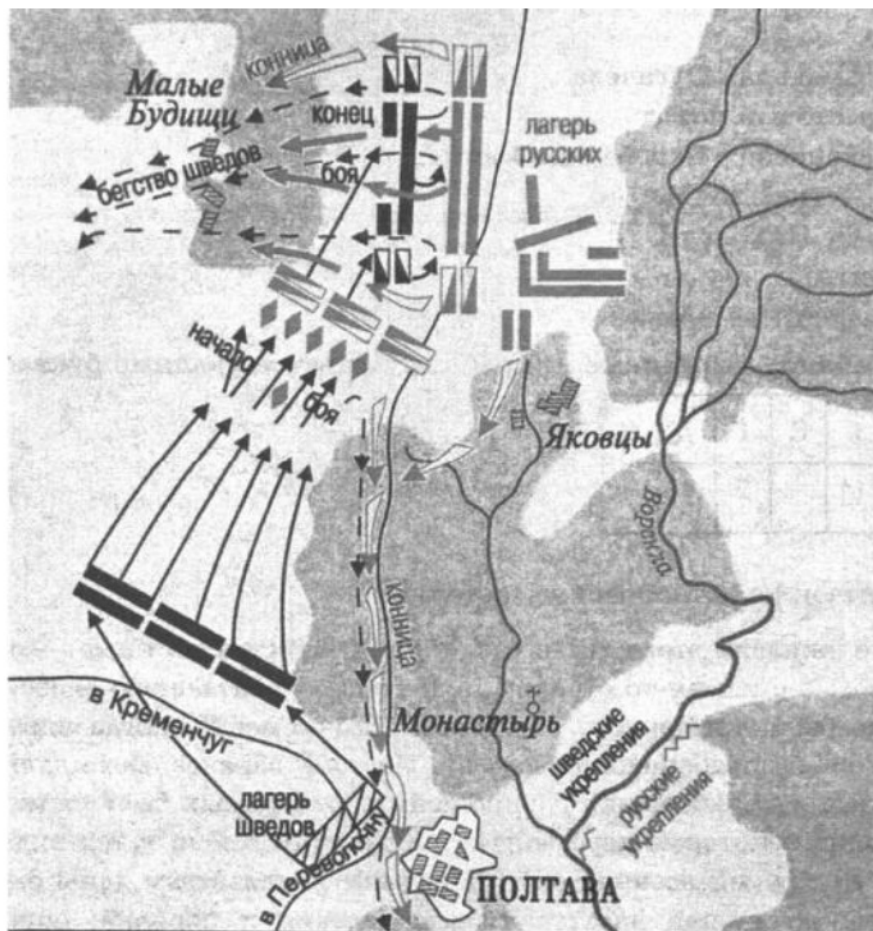 конница
Малые
Будищи
конец
боя
бегство шведов
лагерь
русских
начало
боя
Яковцы
Ворскла
конница
Монастырь
в Кременчуг
шведские
укрепления
русские
укрепления
лагерь
шведов
в Переволочну
ПОЛТАВА